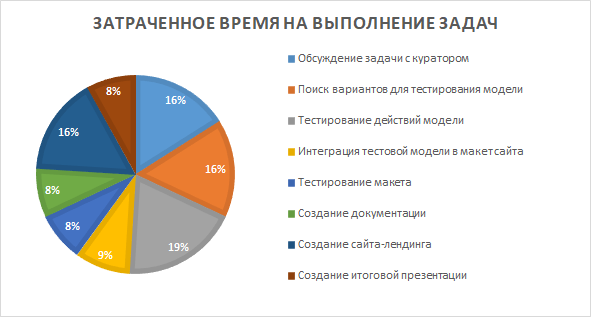 ЗАТРАЧЕННОЕ ВРЕМЯ НА ВЫПОЛНЕНИЕ ЗАДАЧ
16%
16%
19%
9%
8%
8%
16%
8%
Обсуждение задачи с куратором
Поиск вариантов для тестирования модели
Тестирование действий модели
Интеграция тестовой модели в макет сайта
Тестирование макета
Создание документации
Создание сайта-лендинга
Создание итоговой презентации